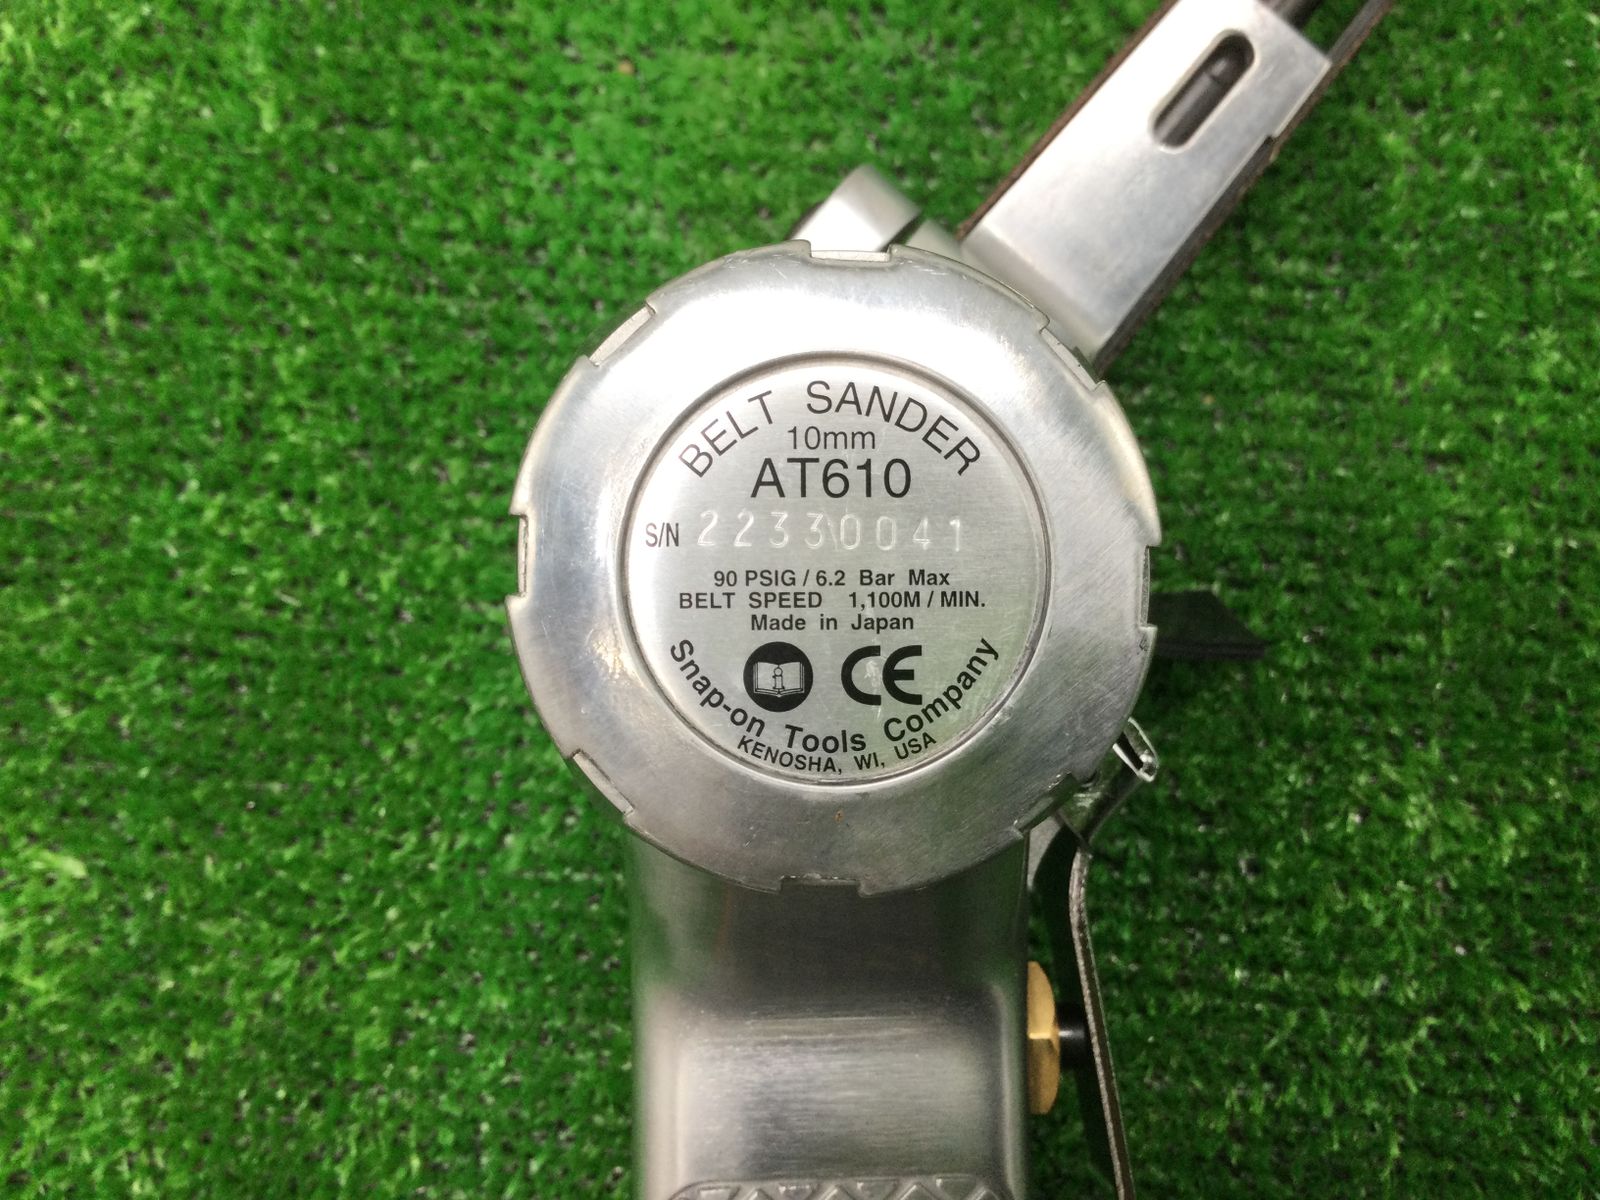 BELT SANDER
10mm
AT610
S/N 22330041
90 PSIG / 6.2 Bar Max
BELT SPEED 1,100M / MIN.
Made in Japan
i CE
Snap-on Tools Company
KENOSHA, WI, USA